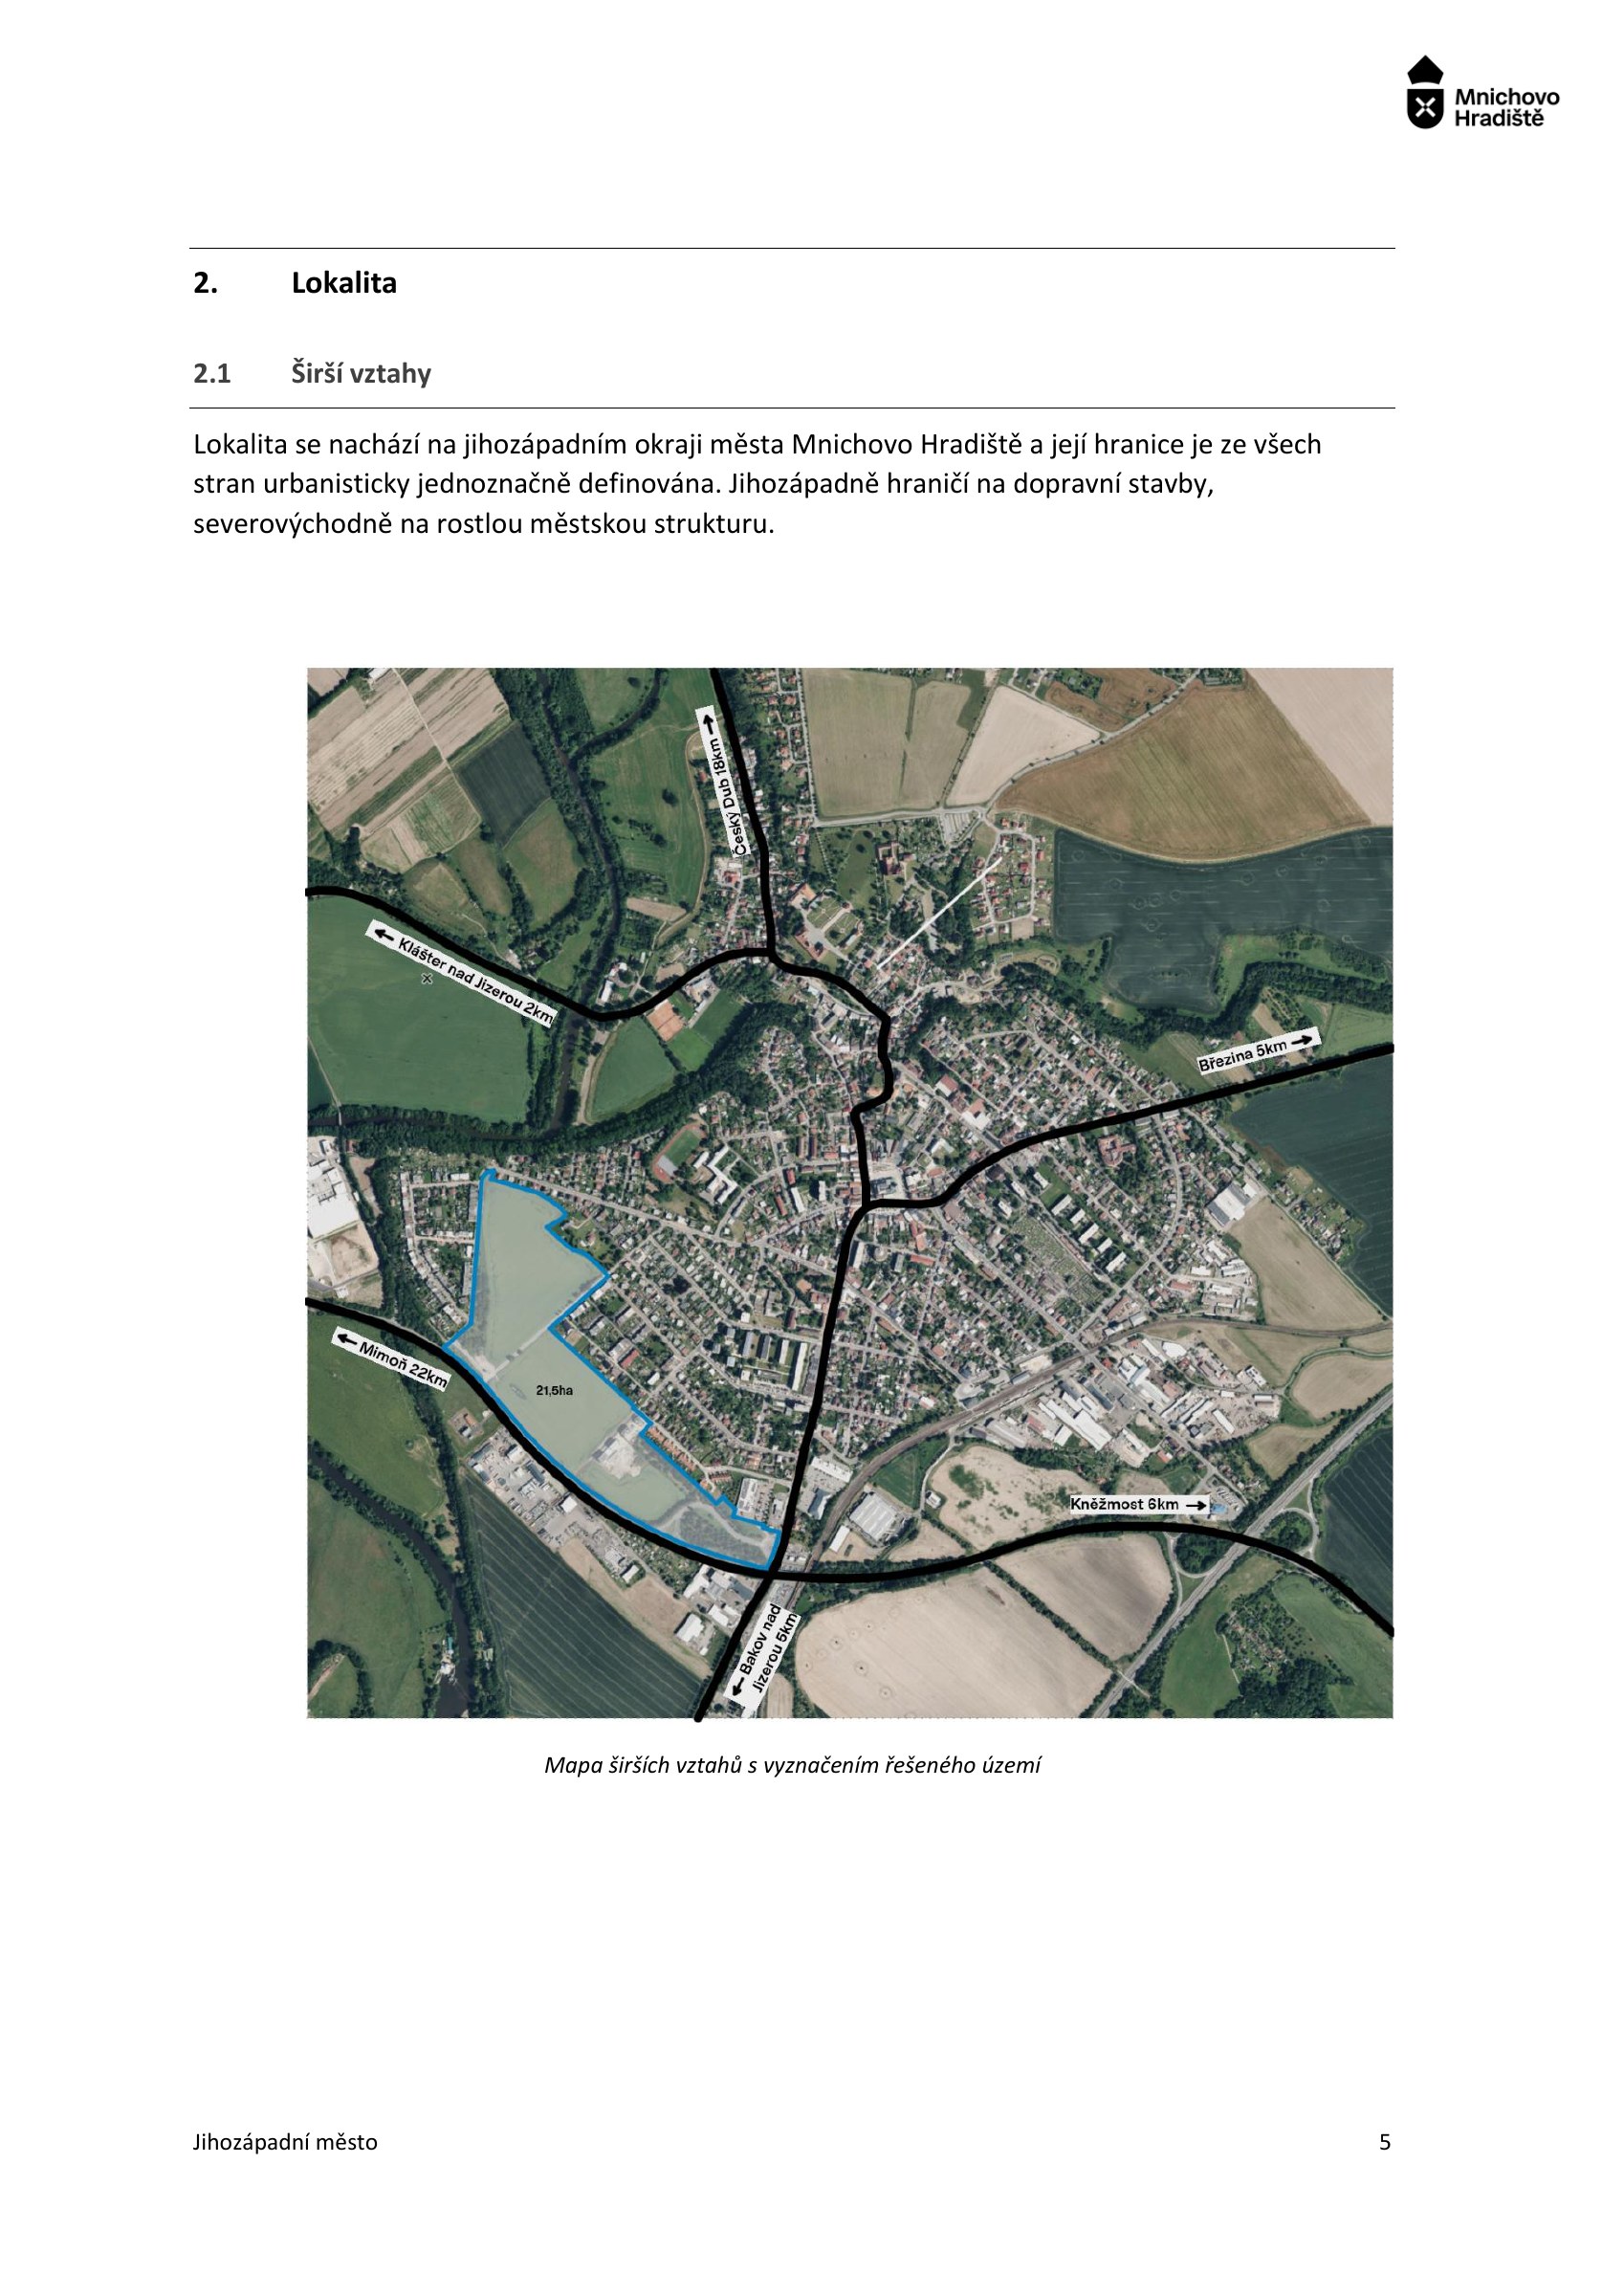 Mnichovo
Hradiště
2. Lokalita
2.1 Širší vztahy
Lokalita se nachází na jihozápadním okraji města Mnichovo Hradiště a její hranice je ze všech
stran urbanisticky jednoznačně definována. Jihozápadně hraničí na dopravní stavby,
severovýchodně na rostlou městskou strukturu.
Český Dub 18km
Klášter nad Jizerou 2km
Březina 5km
Mimoň 22km
21,5ha
Kněžmost 6km
Bakov nad
Jizerou 5km
Mapa širších vztahů s vyznačením řešeného území
Jihozápadní město 5